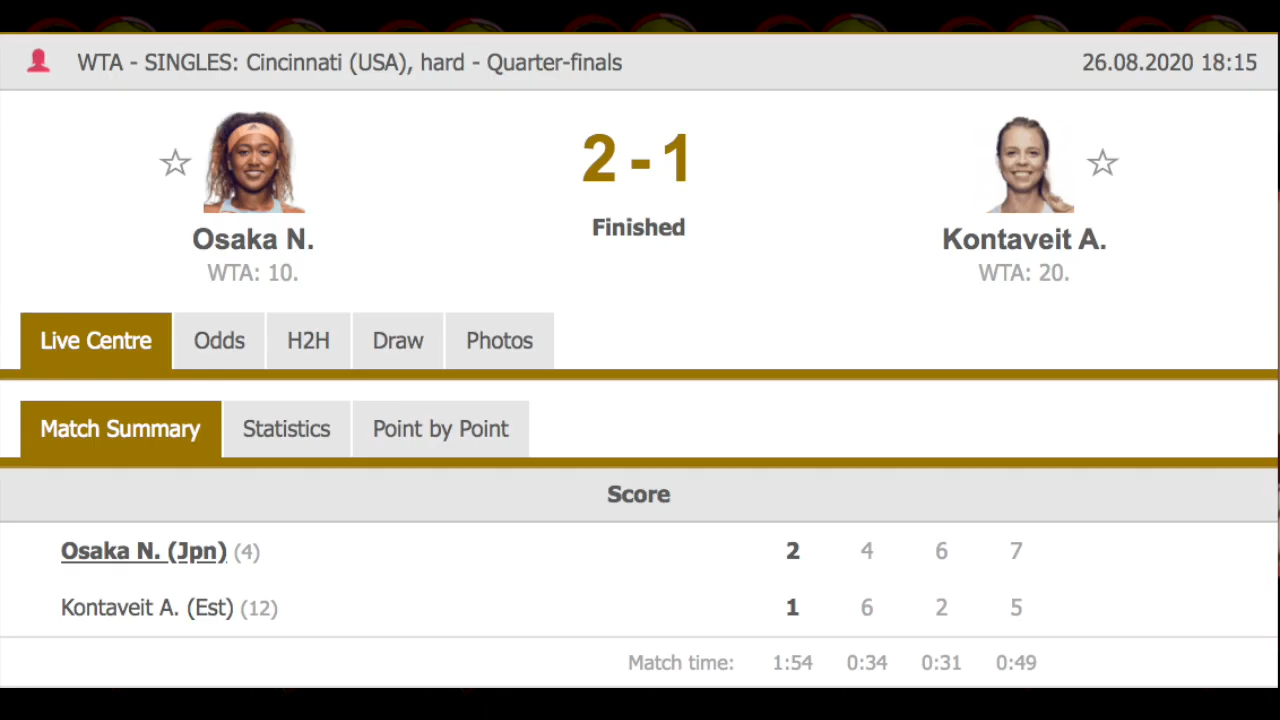 WTA - SINGLES: Cincinnati (USA), hard - Quarter-finals 26.08.2020 18:15
2 - 1
Finished
Osaka N. Kontaveit A.
WTA: 10. WTA: 20.
Live Centre Odds H2H Draw Photos
Match Summary Statistics Point by Point
Score
Osaka N. (Jpn) (4) 2 4 6 7
Kontaveit A. (Est) (12) 1 6 2 5
Match time: 1:54 0:34 0:31 0:49